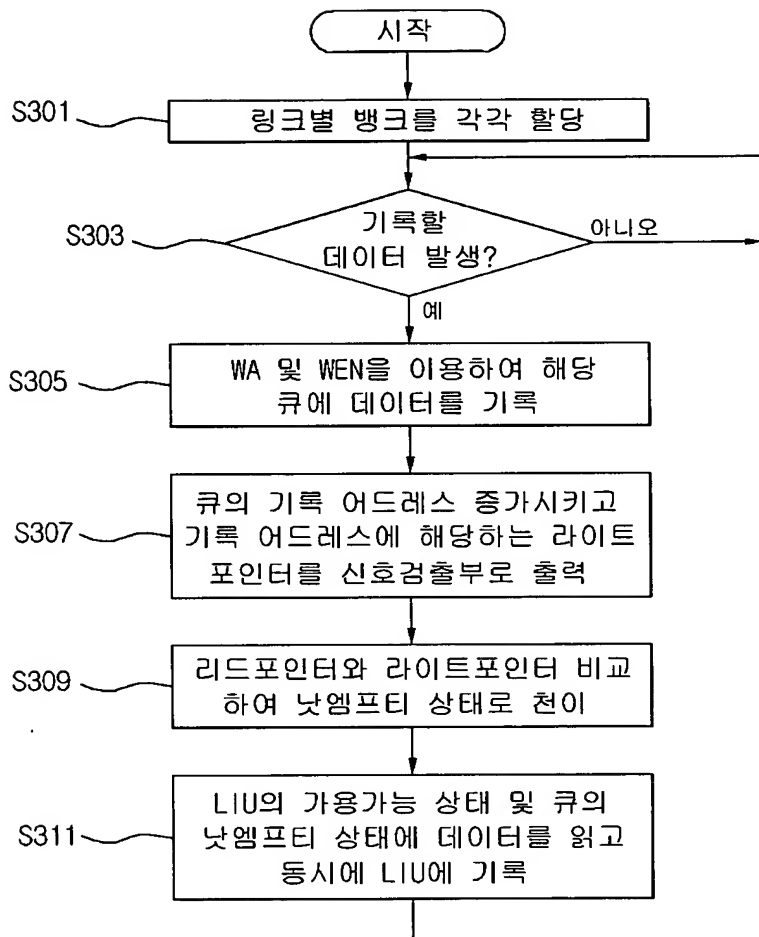 시작
S301
링크별 뱅크를 각각 할당
S303
기록할
데이터 발생?
아니오
예
S305
WA 및 WEN을 이용하여 해당
큐에 데이터를 기록
S307
큐의 기록 어드레스 증가시키고
기록 어드레스에 해당하는 라이트
포인터를 신호검출부로 출력
S309
리드포인터와 라이트포인터 비교
하여 낫엠프티 상태로 천이
S311
LIU의 가용가능 상태 및 큐의
낫엠프티 상태에 데이터를 읽고
동시에 LIU에 기록